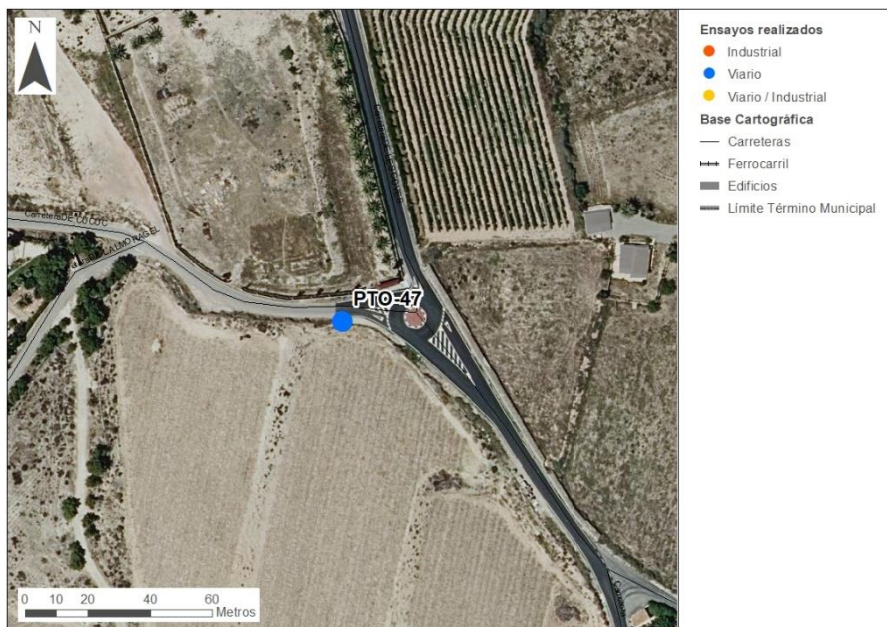 N
PTO-47
0 10 20 40 60
Metros
Ensayos realizados
Industrial
Viario
Viario / Industrial
Base Cartográfica
Carreteras
Ferrocarril
Edificios
Límite Término Municipal